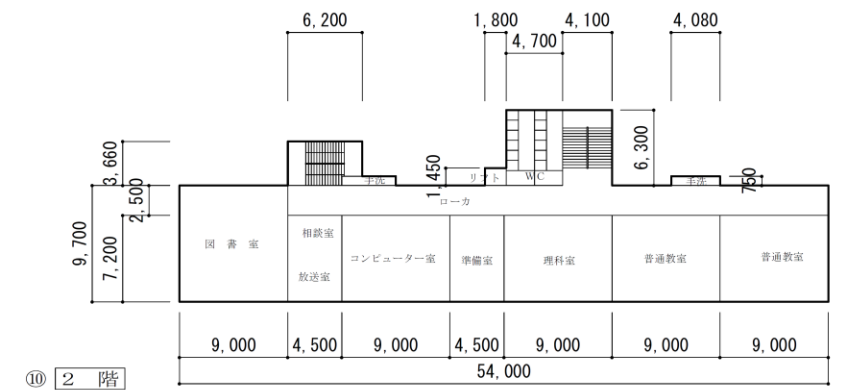 6,200
1,800
4,100
4,080
4,700
3,660
1,450
6,300
750
手洗
リフト
WC
手洗
ローカ
2,500
9,700
7,200
図書室
相談室
放送室
コンピューター室
準備室
理科室
普通教室
普通教室
9,000
4,500
9,000
4,500
9,000
9,000
9,000
54,000
⑩ 2 階